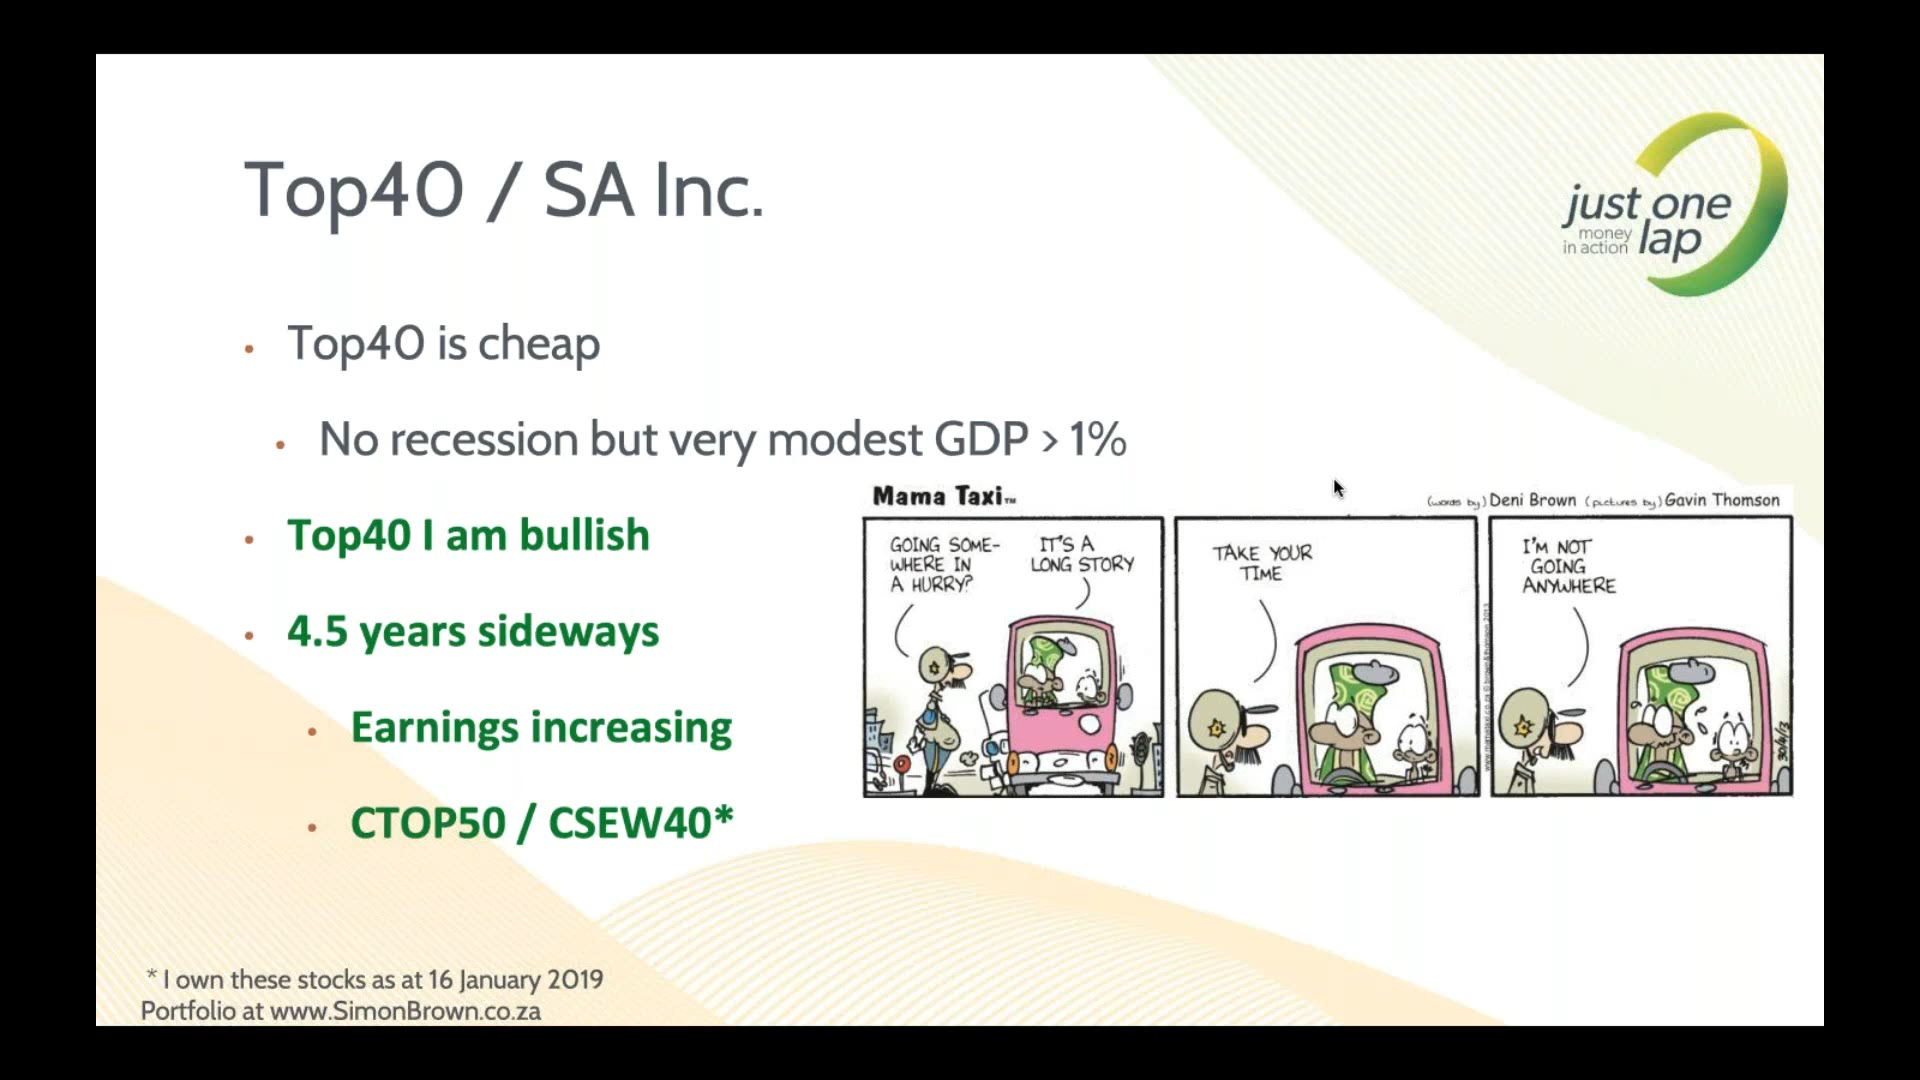 Top40 / SA Inc.
just one
money
in action
lap
• Top40 is cheap
• No recession but very modest GDP > 1%
• Top40 I am bullish
• 4.5 years sideways
• Earnings increasing
• CTOP50 / CSEW40*
Mama Taxi™
(words by) Deni Brown (pictures by) Gavin Thomson
GOING SOME-
WHERE IN
A HURRY?
IT'S A
LONG STORY
TAKE YOUR
TIME
I'M NOT
GOING
ANYWHERE
* I own these stocks as at 16 January 2019
Portfolio at www.SimonBrown.co.za